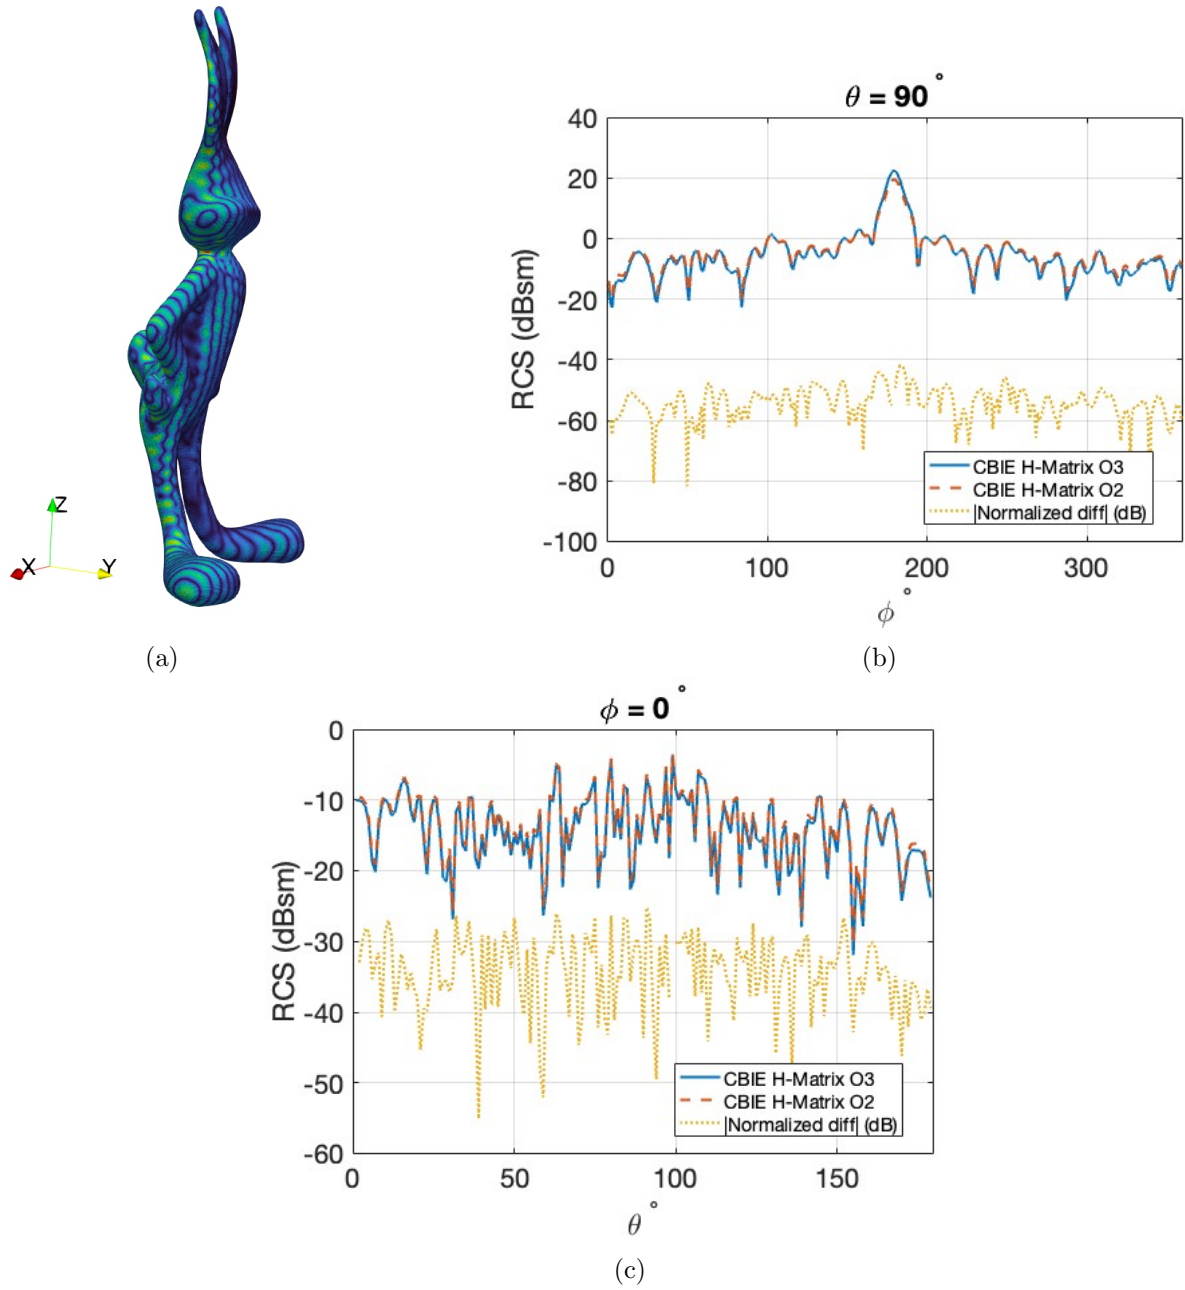 Z
X
Y
(a)
θ = 90°
40
20
0
-20
-40
-60
-80
-100
RCS (dBsm)
CBIE H-Matrix O3
CBIE H-Matrix O2
|Normalized diff| (dB)
0 100 200 300
ϕ °
(b)
ϕ = 0°
0
-10
-20
-30
-40
-50
-60
RCS (dBsm)
CBIE H-Matrix O3
CBIE H-Matrix O2
|Normalized diff| (dB)
0 50 100 150
θ °
(c)